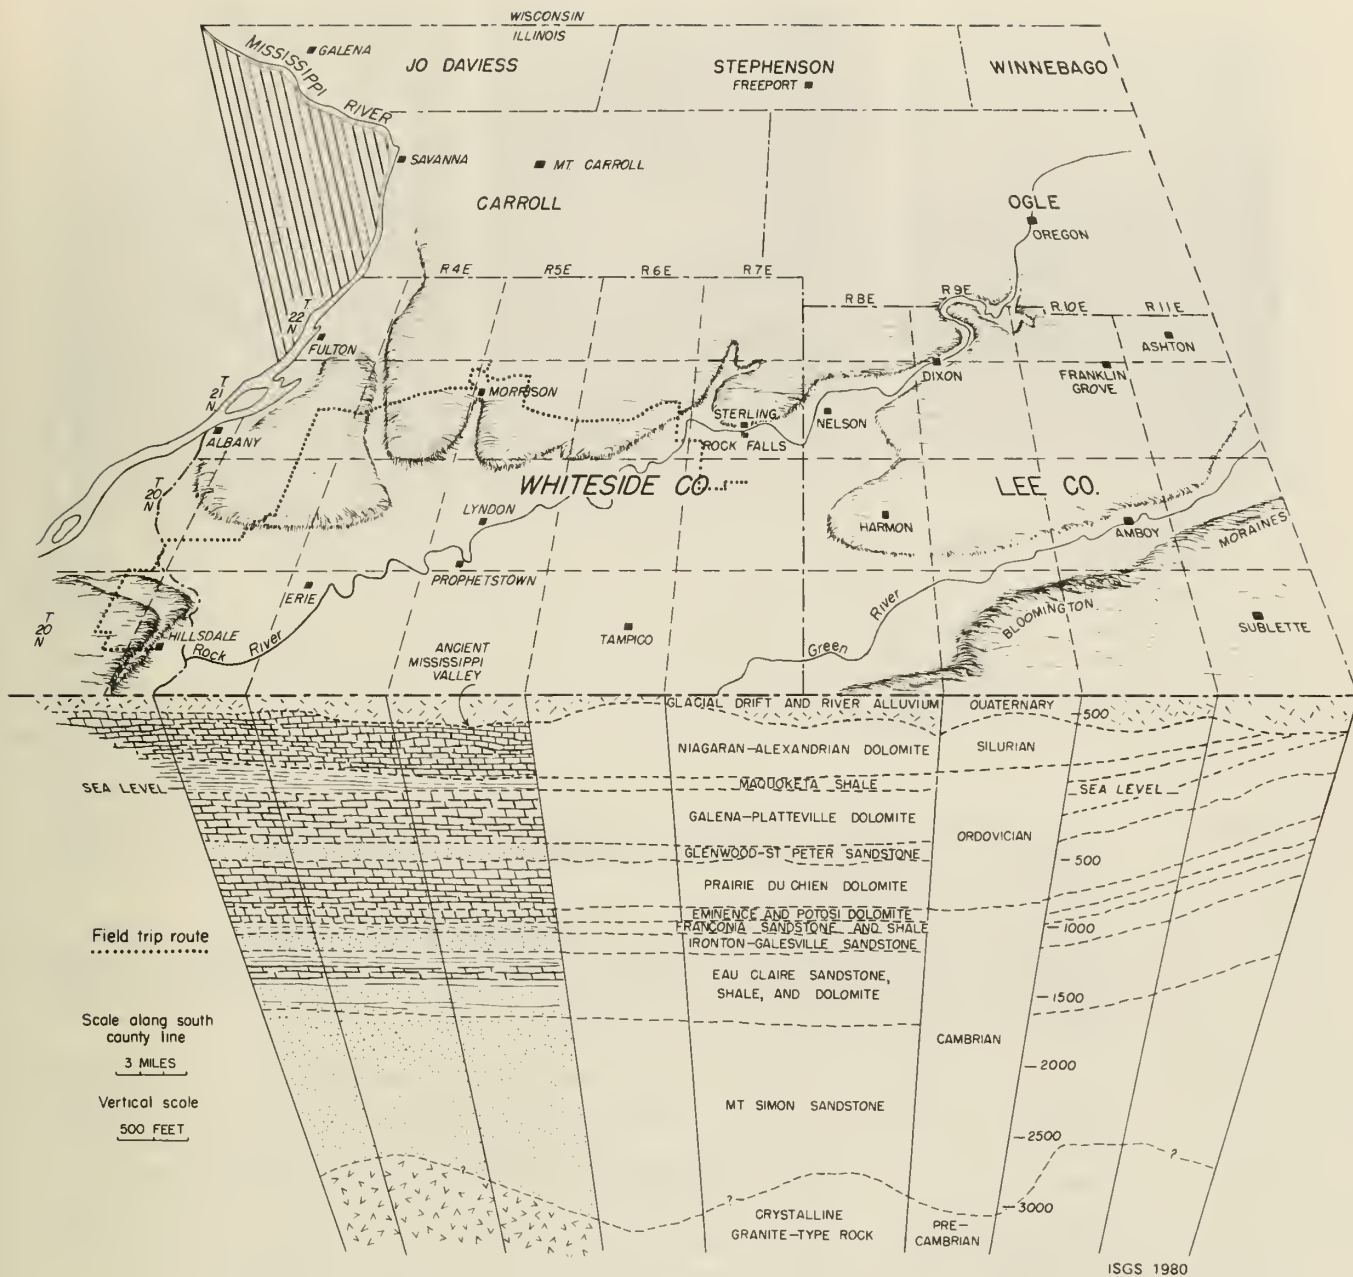 WISCONSIN
ILLINOIS
GALENA
MISSISSIPPI
RIVER
JO DAVIESS
STEPHENSON
FREEPORT
WINNEBAGO
SAVANNA
MT. CARROLL
CARROLL
OGLE
OREGON
R4E
R5E
R6E
R7E
R8E
R9E
R.10E
R11E
T
22
N
FULTON
ASHTON
DIXON
FRANKLIN
GROVE
MORRISON
T
21
N
STERLING
NELSON
ALBANY
ROCK FALLS
WHITESIDE CO.
LEE CO.
T
20
N
LYNDON
HARMON
AMBOY
MORAINES
PROPHETSTOWN
ERIE
BLOOMINGTON
River
Green
T
20
N
HILLSDALE
Rock
River
TAMPICO
SUBLETTE
ANCIENT
MISSISSIPPI
VALLEY
GLACIAL DRIFT AND RIVER ALLUVIUM
QUATERNARY
500
NIAGARAN-ALEXANDRIAN DOLOMITE
SILURIAN
SEA LEVEL
MAQUOKETA SHALE
SEA LEVEL
GALENA-PLATTEVILLE DOLOMITE
ORDOVICIAN
GLENWOOD-ST PETER SANDSTONE
-500
PRAIRIE DU CHIEN DOLOMITE
EMINENCE AND POTOSI DOLOMITE
FRANCONIA SANDSTONE AND SHALE
-1000
IRONTON-GALESVILLE SANDSTONE
EAU CLAIRE SANDSTONE,
SHALE, AND DOLOMITE
-1500
CAMBRIAN
-2000
MT SIMON SANDSTONE
-2500
?
?
?
-3000
CRYSTALLINE
GRANITE-TYPE ROCK
PRE-
CAMBRIAN
Field trip route
Scale along south
county line
3 MILES
Vertical scale
500 FEET
ISGS 1980